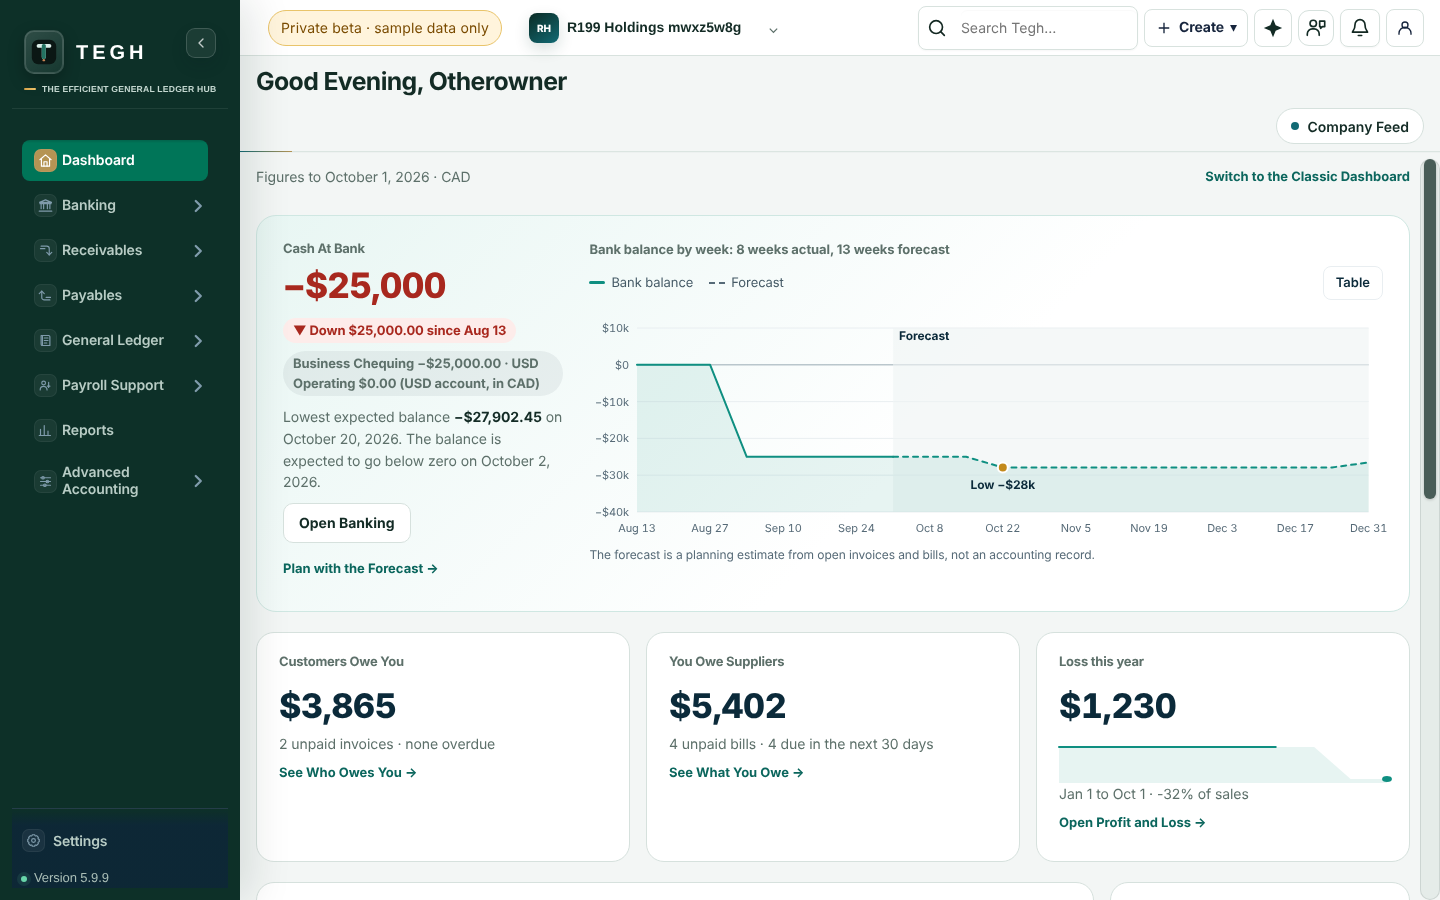 TEGH
THE EFFICIENT GENERAL LEDGER HUB
Dashboard
Banking
Receivables
Payables
General Ledger
Payroll Support
Reports
Advanced
Accounting
Settings
Version 5.9.9
Private beta · sample data only
RH
R199 Holdings mwxz5w8g
Search Tegh...
Create
Good Evening, Otherowner
Company Feed
Figures to October 1, 2026 · CAD
Switch to the Classic Dashboard
Cash At Bank
−$25,000
▼ Down $25,000.00 since Aug 13
Business Chequing −$25,000.00 · USD
Operating $0.00 (USD account, in CAD)
Lowest expected balance −$27,902.45 on
October 20, 2026. The balance is
expected to go below zero on October 2,
2026.
Open Banking
Plan with the Forecast →
Bank balance by week: 8 weeks actual, 13 weeks forecast
Bank balance
Forecast
Table
$10k
$0
−$10k
−$20k
−$30k
−$40k
Forecast
Low −$28k
Aug 13 Aug 27 Sep 10 Sep 24 Oct 8 Oct 22 Nov 5 Nov 19 Dec 3 Dec 17 Dec 31
The forecast is a planning estimate from open invoices and bills, not an accounting record.
Customers Owe You
$3,865
2 unpaid invoices · none overdue
See Who Owes You →
You Owe Suppliers
$5,402
4 unpaid bills · 4 due in the next 30 days
See What You Owe →
Loss this year
$1,230
Jan 1 to Oct 1 · -32% of sales
Open Profit and Loss →